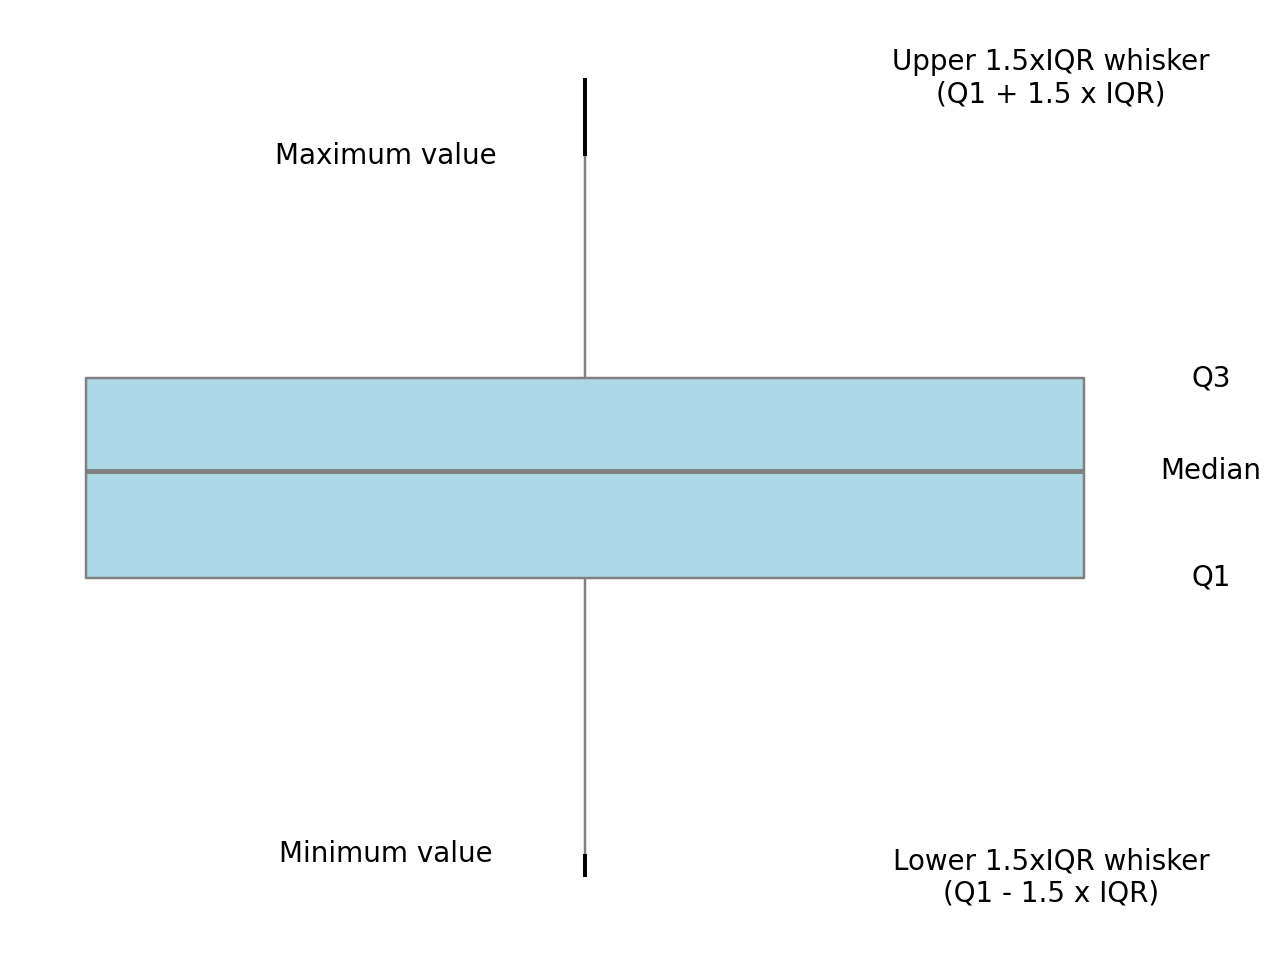 Upper 1.5xIQR whisker
(Q1 + 1.5 x IQR)
Maximum value
Q3
Median
Q1
Minimum value
Lower 1.5xIQR whisker
(Q1 - 1.5 x IQR)